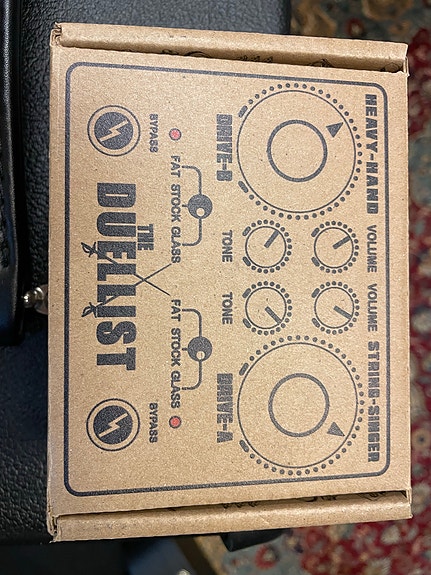 HEAVY-HAND VOLUME VOLUME STRING-SINGER
DRIVE-B TONE TONE DRIVE-A
FAT STOCK GLASS FAT STOCK GLASS
BYPASS BYPASS
THE
DUELLIST